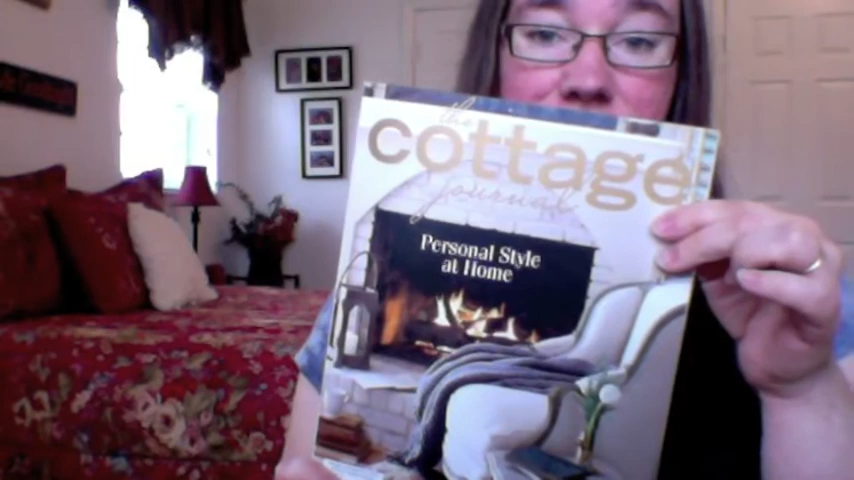 the
cottage
journal
Personal Style
at Home